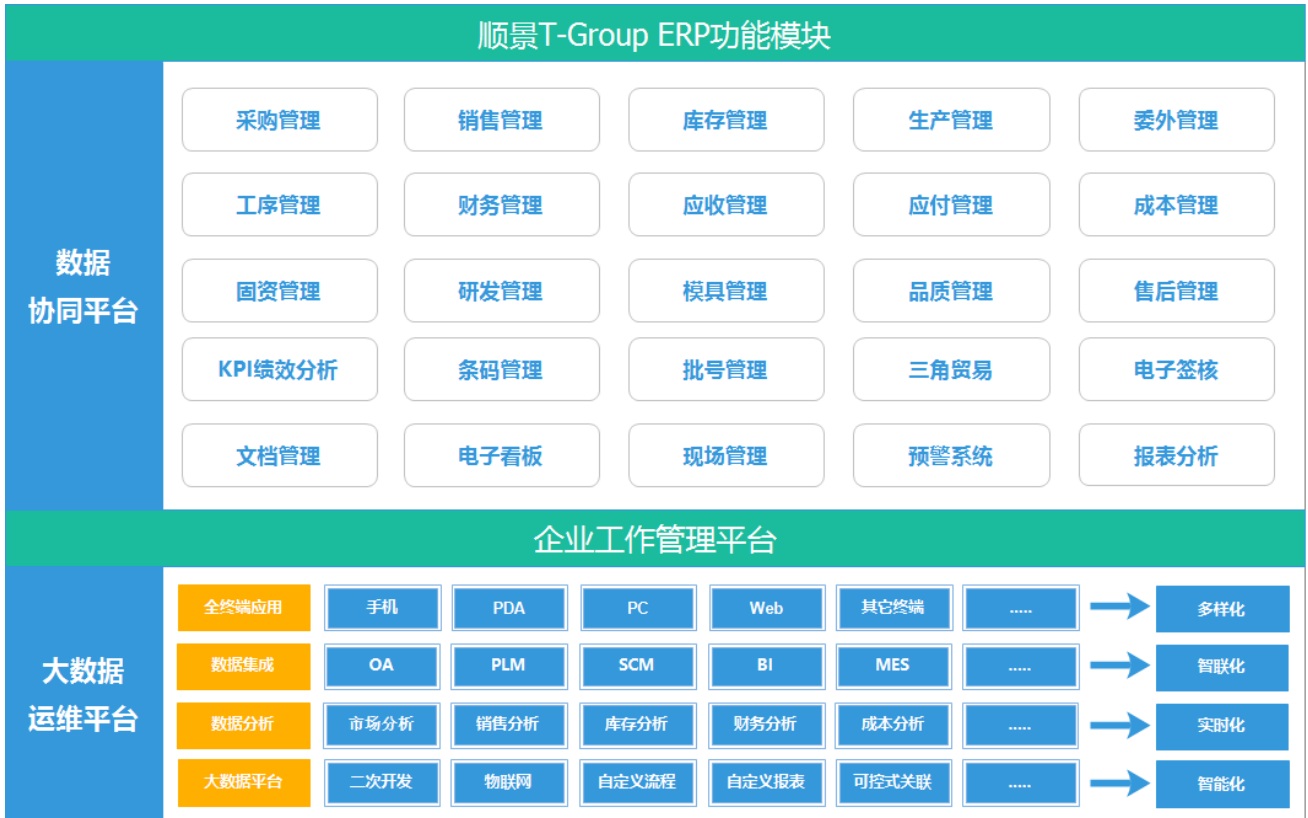 顺景T-Group ERP功能模块
数据
协同平台
采购管理 销售管理 库存管理 生产管理 委外管理
工序管理 财务管理 应收管理 应付管理 成本管理
固资管理 研发管理 模具管理 品质管理 售后管理
KPI绩效分析 条码管理 批号管理 三角贸易 电子签核
文档管理 电子看板 现场管理 预警系统 报表分析
企业工作管理平台
大数据
运维平台
全终端应用 手机 PDA PC Web 其它终端 ..... 多样化
数据集成 OA PLM SCM BI MES ..... 智联化
数据分析 市场分析 销售分析 库存分析 财务分析 成本分析 ..... 实时化
大数据平台 二次开发 物联网 自定义流程 自定义报表 可控式关联 ..... 智能化